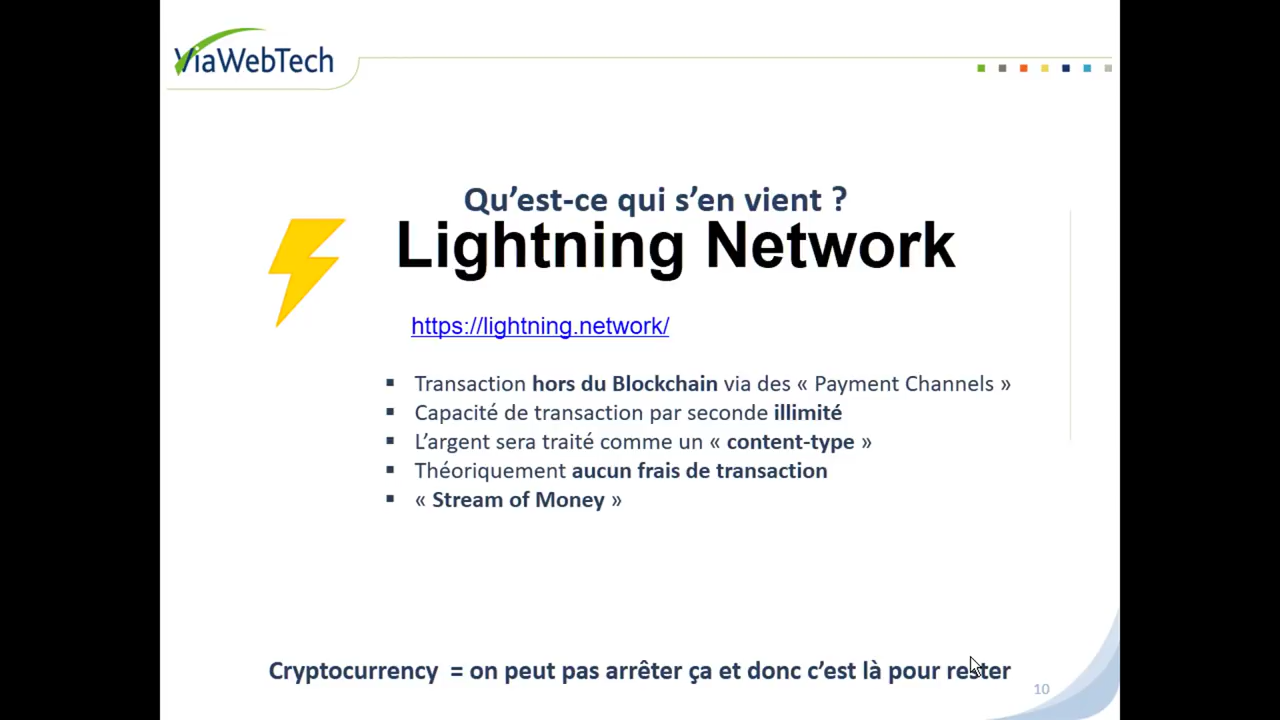 ViaWebTech
Qu’est-ce qui s’en vient ?
Lightning Network
https://lightning.network/
▪ Transaction hors du Blockchain via des « Payment Channels »
▪ Capacité de transaction par seconde illimité
▪ L’argent sera traité comme un « content-type »
▪ Théoriquement aucun frais de transaction
▪ « Stream of Money »
Cryptocurrency = on peut pas arrêter ça et donc c’est là pour rester
10